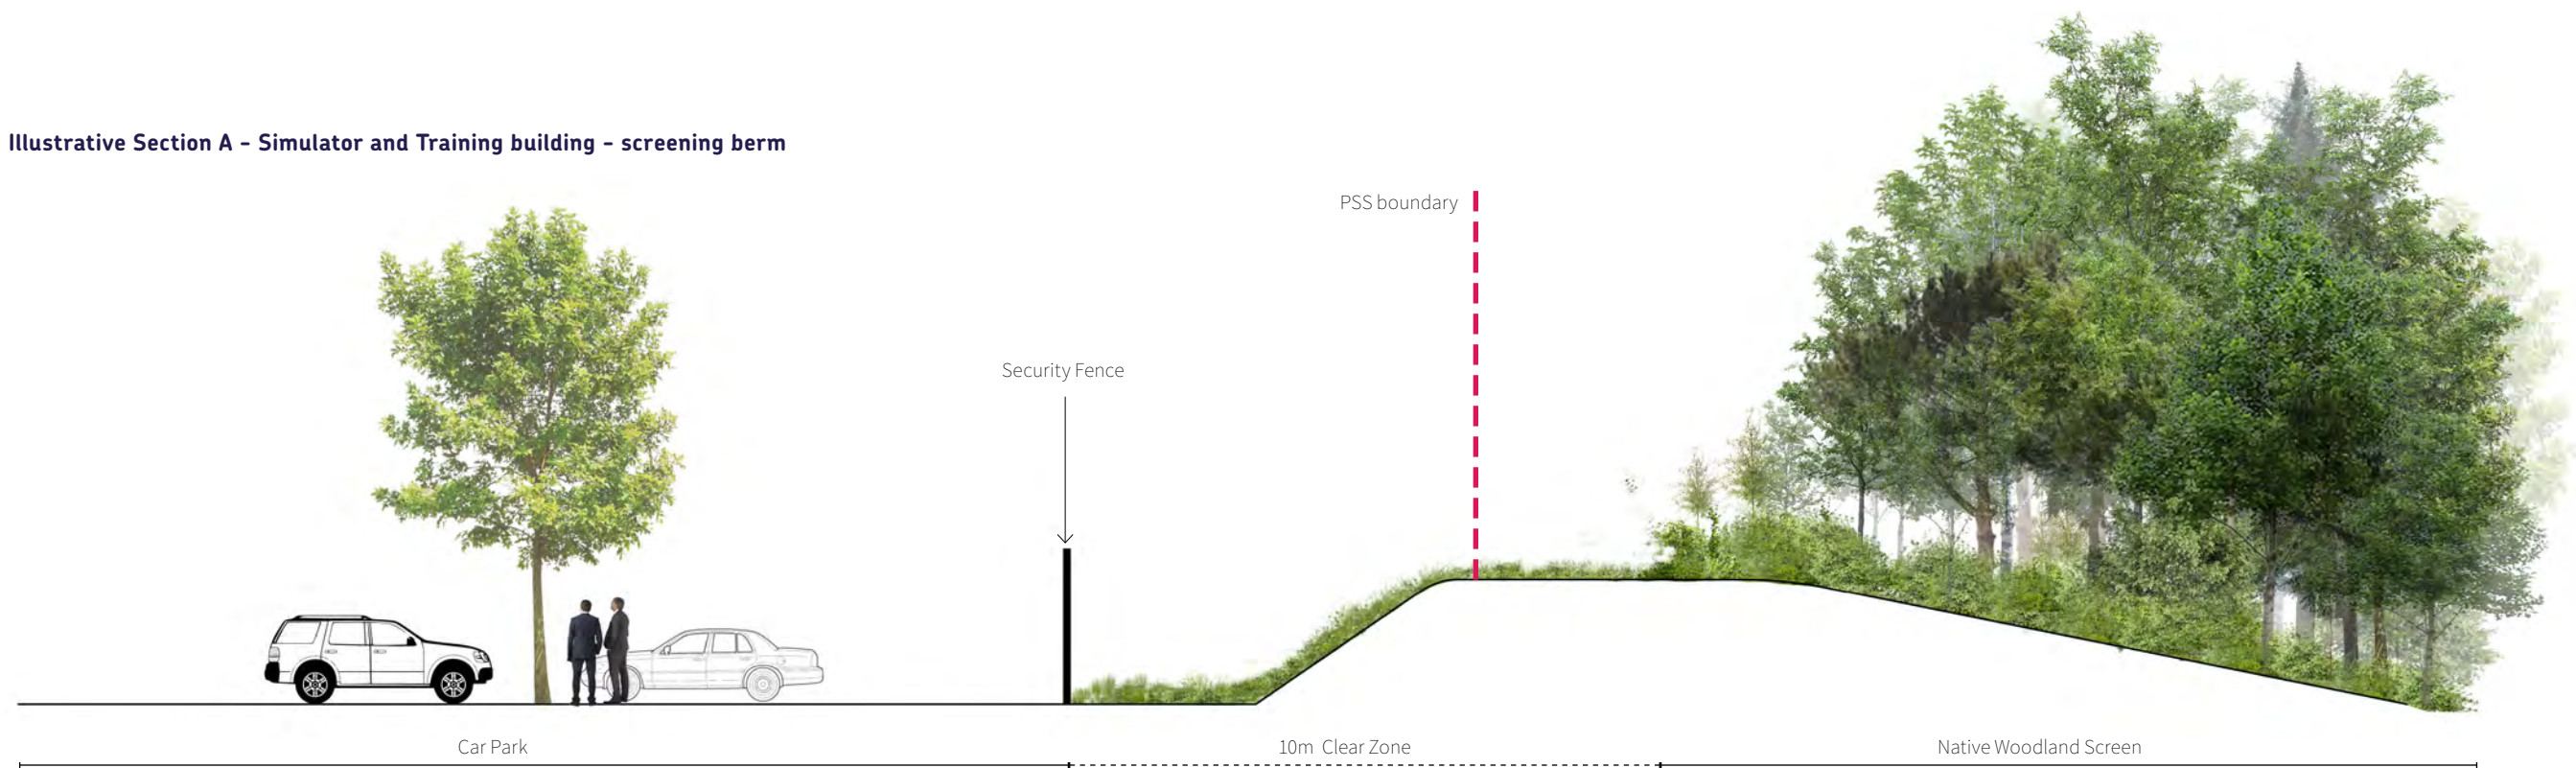 Illustrative Section A - Simulator and Training building - screening berm
PSS boundary
Security Fence
Car Park
10m Clear Zone
Native Woodland Screen